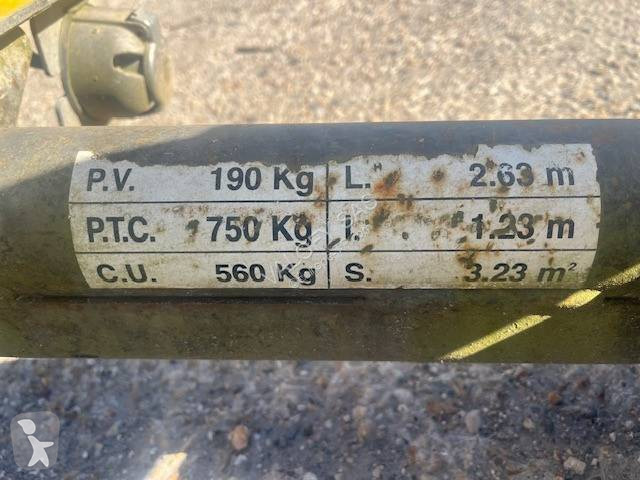 P.V. 190 Kg L. 2.63 m
P.T.C. 750 Kg l. 1.23 m
C.U. 560 Kg S. 3.23 m²